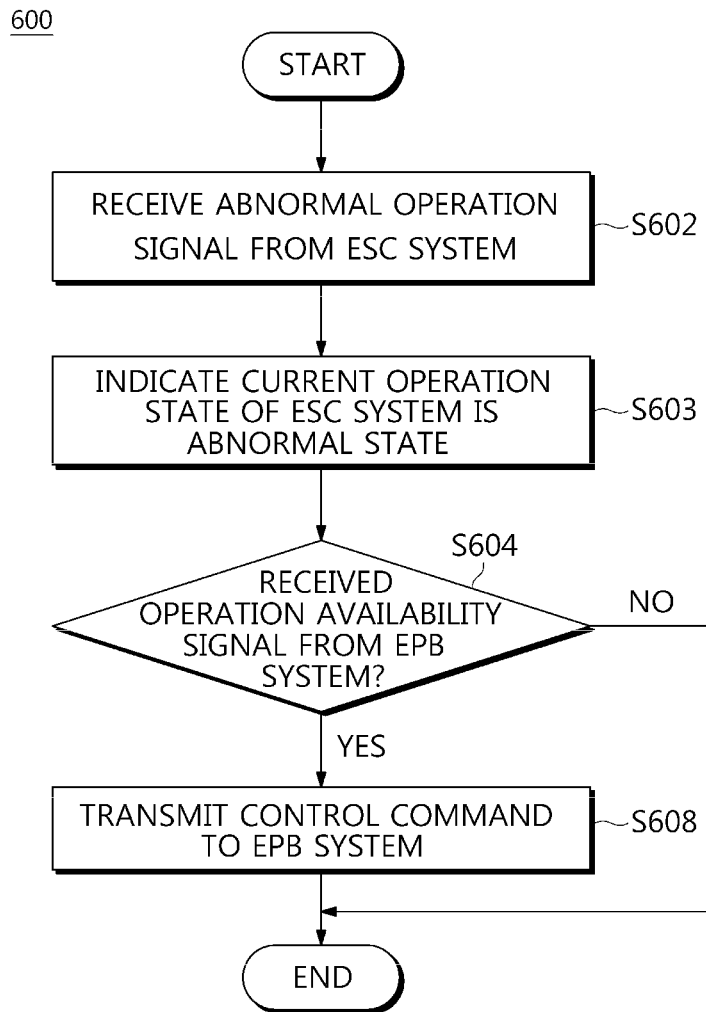 600
START
RECEIVE ABNORMAL OPERATION
SIGNAL FROM ESC SYSTEM
S602
INDICATE CURRENT OPERATION
STATE OF ESC SYSTEM IS
ABNORMAL STATE
S603
S604
RECEIVED
OPERATION AVAILABILITY
SIGNAL FROM EPB
SYSTEM?
NO
YES
TRANSMIT CONTROL COMMAND
TO EPB SYSTEM
S608
END